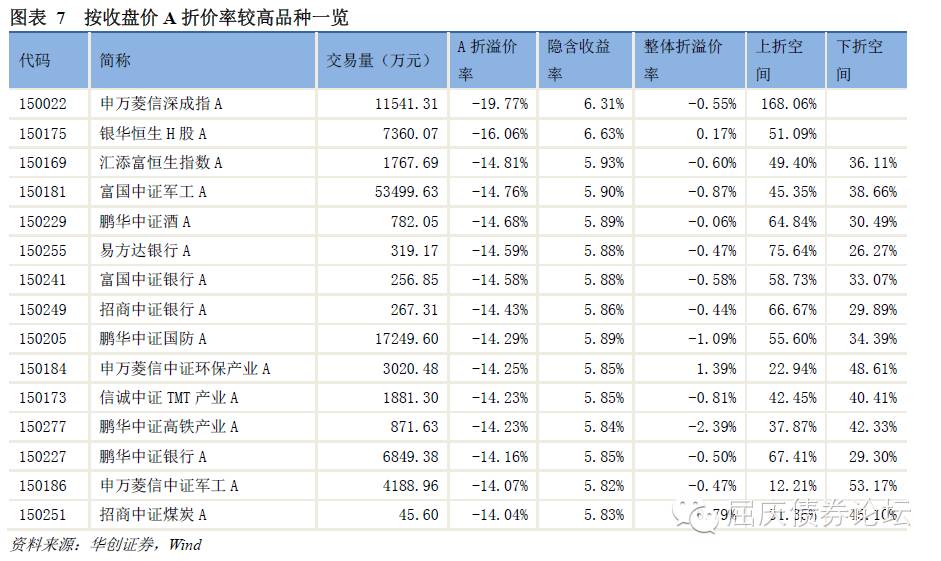 图表 7 按收盘价 A 折价率较高品种一览
代码 简称 交易量（万元） A 折溢价率 隐含收益率 整体折溢价率 上折空间 下折空间
150022 申万菱信深成指 A 11541.31 -19.77% 6.31% -0.55% 168.06%
150175 银华恒生 H 股 A 7360.07 -16.06% 6.63% 0.17% 51.09%
150169 汇添富恒生指数 A 1767.69 -14.81% 5.93% -0.60% 49.40% 36.11%
150181 富国中证军工 A 53499.63 -14.76% 5.90% -0.87% 45.35% 38.66%
150229 鹏华中证酒 A 782.05 -14.68% 5.89% -0.06% 64.84% 30.49%
150255 易方达银行 A 319.17 -14.59% 5.88% -0.47% 75.64% 26.27%
150241 富国中证银行 A 256.85 -14.58% 5.88% -0.58% 58.73% 33.07%
150249 招商中证银行 A 267.31 -14.43% 5.86% -0.44% 66.67% 29.89%
150205 鹏华中证国防 A 17249.60 -14.29% 5.89% -1.09% 55.60% 34.39%
150184 申万菱信中证环保产业 A 3020.48 -14.25% 5.85% 1.39% 22.94% 48.61%
150173 信诚中证 TMT 产业 A 1881.30 -14.23% 5.85% -0.81% 42.45% 40.41%
150277 鹏华中证高铁产业 A 871.63 -14.23% 5.84% -2.39% 37.87% 42.33%
150227 鹏华中证银行 A 6849.38 -14.16% 5.85% -0.50% 67.41% 29.30%
150186 申万菱信中证军工 A 4188.96 -14.07% 5.82% -0.47% 12.21% 53.17%
150251 招商中证煤炭 A 45.60 -14.04% 5.83%
屈庆债券论坛
资料来源：华创证券，Wind